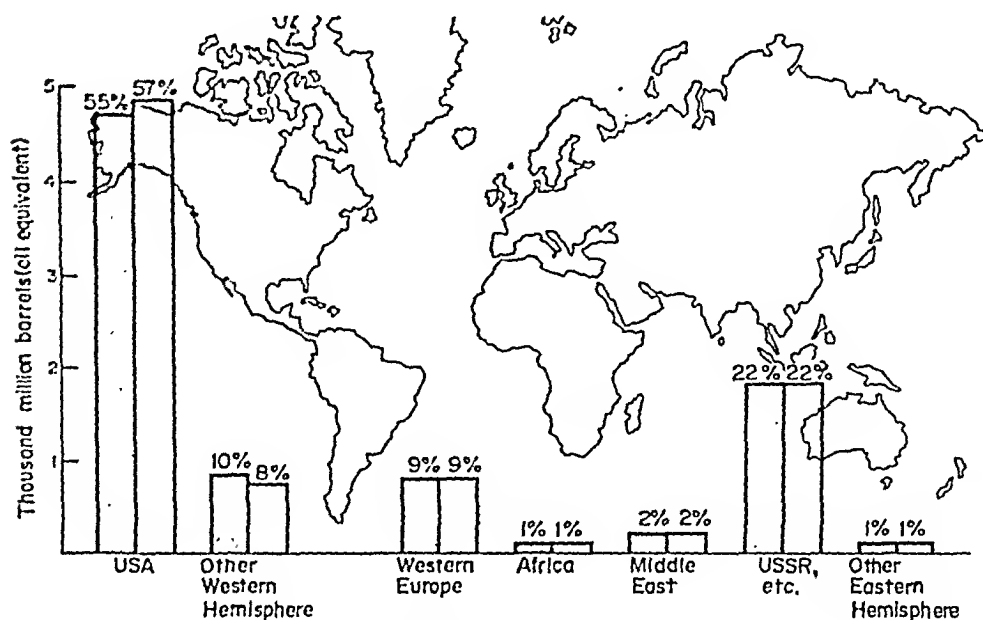 Thousand million barrels (oil equivalent)
5
4
3
2
1
55%
57%
10%
8%
9%
9%
1%
1%
2%
2%
22%
22%
1%
1%
USA
Other
Western
Hemisphere
Western
Europe
Africa
Middle
East
USSR,
etc.
Other
Eastern
Hemisphere